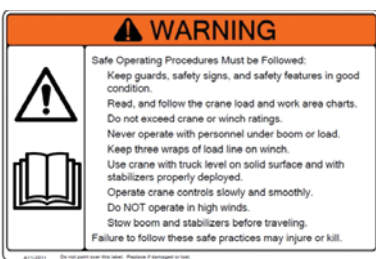 WARNING
Safe Operating Procedures Must be Followed:
Keep guards, safety signs, and safety features in good
condition.
Read, and follow the crane load and work area charts.
Do not exceed crane or winch ratings.
Never operate with personnel under boom or load.
Keep three wraps of load line on winch.
Use crane with truck level on solid surface and with
stabilizers properly deployed.
Operate crane controls slowly and smoothly.
Do NOT operate in high winds.
Stow boom and stabilizers before traveling.
Failure to follow these safe practices may injure or kill.
Do not paint over this label. Replace if damaged or lost.